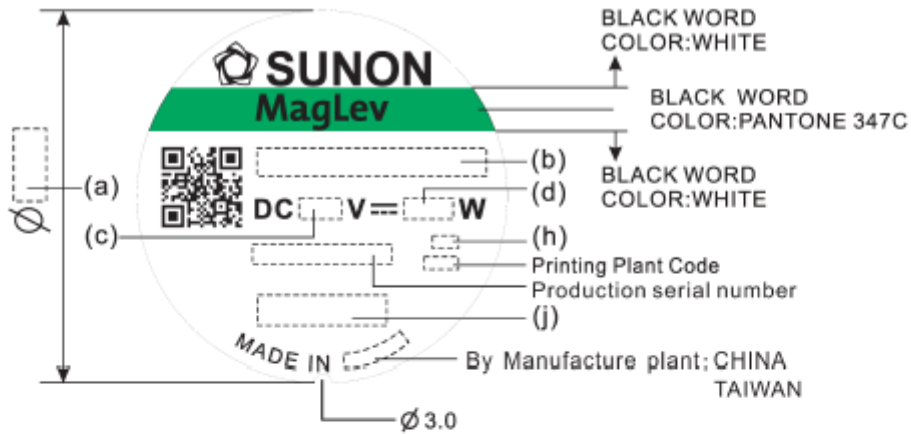 BLACK WORD
COLOR:WHITE
SUNON
MagLev
BLACK WORD
COLOR:PANTONE 347C
(b)
BLACK WORD
COLOR:WHITE
Ø
(a)
(d)
DC V⎓ W
(c)
(h)
Printing Plant Code
Production serial number
(j)
MADE IN
By Manufacture plant; CHINA
TAIWAN
Ø3.0